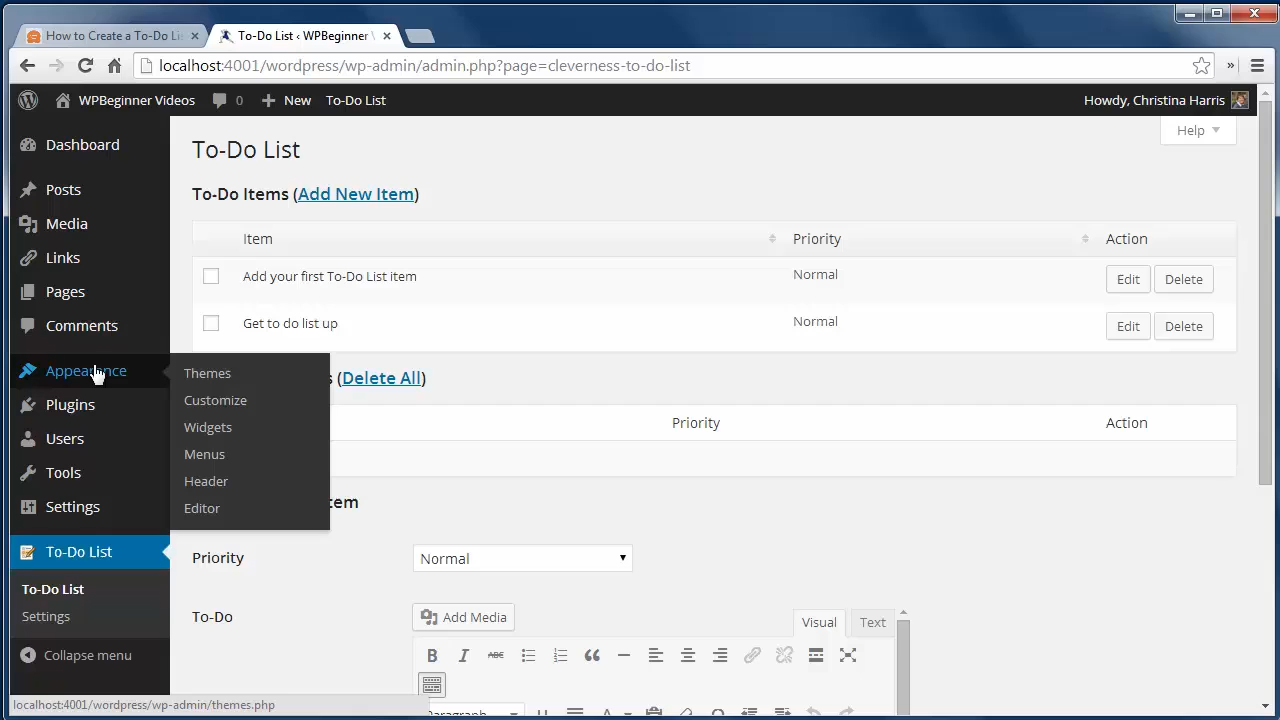 How to Create a To-Do Lis
To-Do List ‹ WPBeginner \
localhost:4001/wordpress/wp-admin/admin.php?page=cleverness-to-do-list
WPBeginner Videos 0 New To-Do List Howdy, Christina Harris
Help
Dashboard
Posts
Media
Links
Pages
Comments
Appearance
Plugins
Users
Tools
Settings
To-Do List
To-Do List
Settings
Collapse menu
Themes
Customize
Widgets
Menus
Header
Editor
To-Do List
To-Do Items (Add New Item)
Item Priority Action
Add your first To-Do List item Normal Edit Delete
Get to do list up Normal Edit Delete
s (Delete All)
Priority Action
tem
Priority Normal
To-Do Add Media Visual Text
B I ABC
Paragraph U A
localhost:4001/wordpress/wp-admin/themes.php